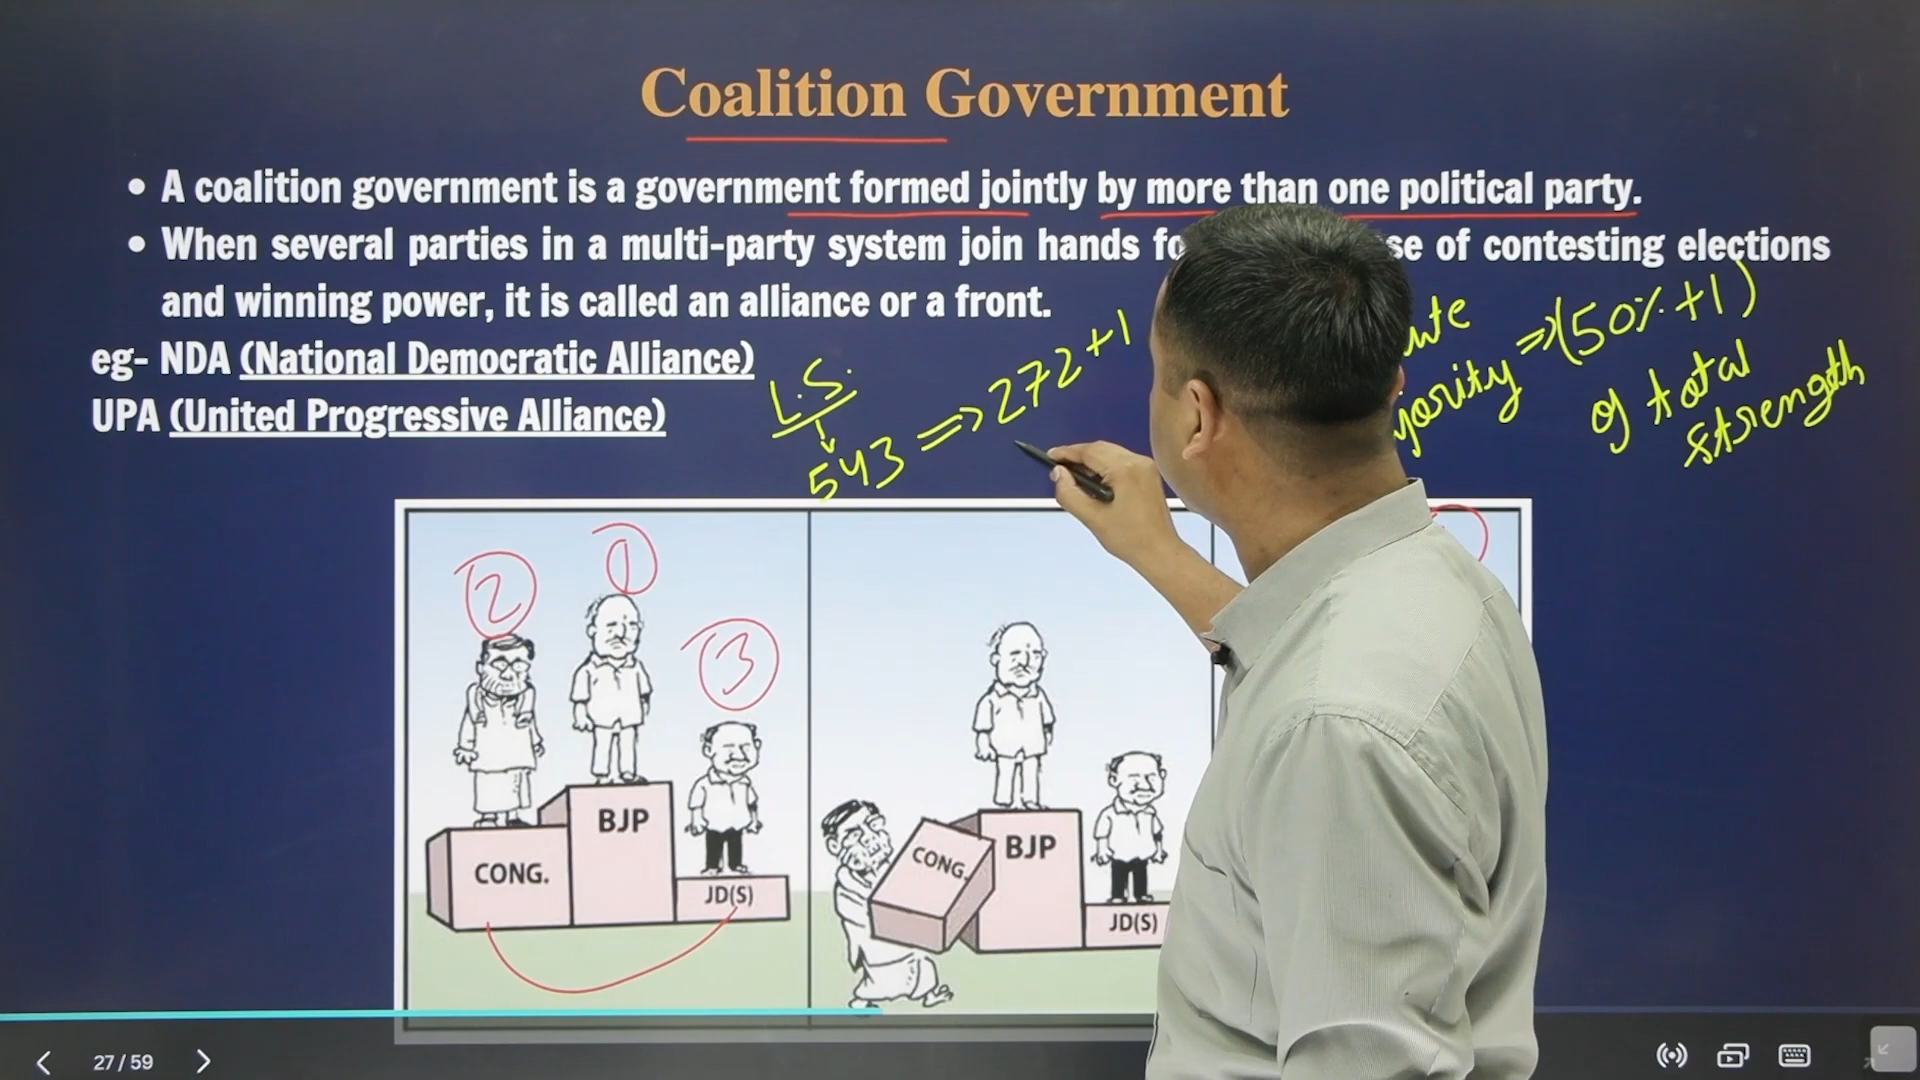 Coalition Government
• A coalition government is a government formed jointly by more than one political party.
• When several parties in a multi-party system join hands se of contesting elections
and winning power, it is called an alliance or a front.
eg- NDA (National Democratic Alliance)
UPA (United Progressive Alliance)
L.S.
543 => 272+1
=> (50%+1)
of total
strength
2
1
3
CONG.
BJP
JD(S)
CONG.
BJP
JD(S)
27 / 59